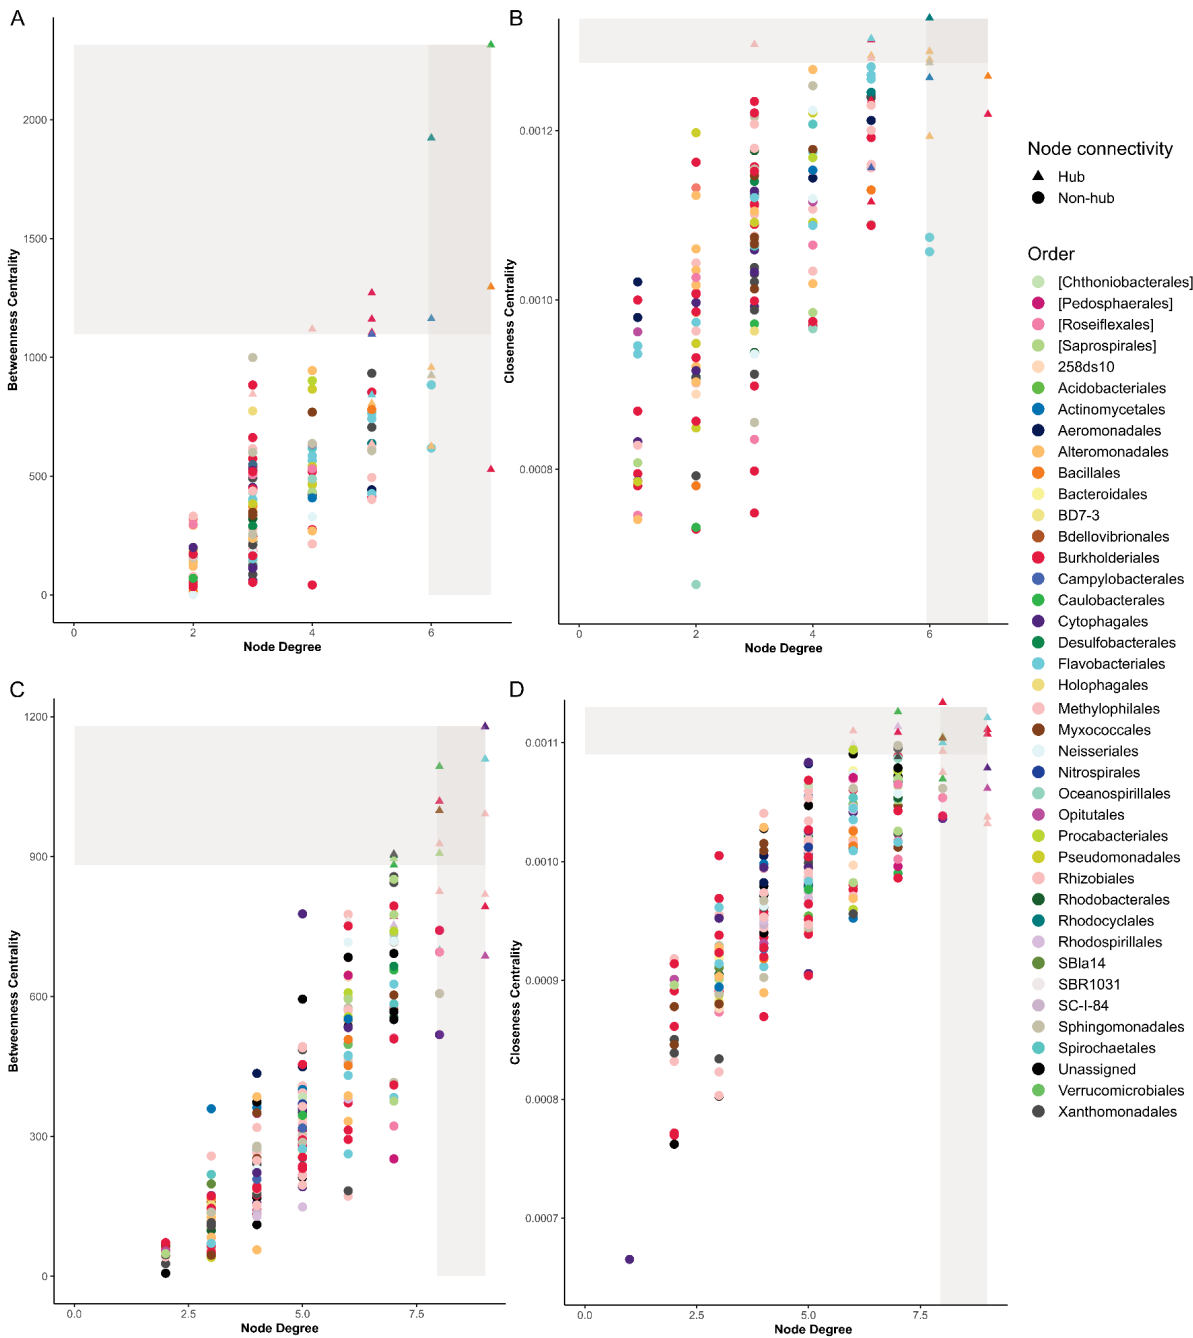 A
Betweenness Centrality
2000
1500
1000
500
0
0
2
4
6
Node Degree
B
Closeness Centrality
0.0012
0.0010
0.0008
0
2
4
6
Node Degree
C
Betweenness Centrality
1200
900
600
300
0
0.0
2.5
5.0
7.5
Node Degree
D
Closeness Centrality
0.0011
0.0010
0.0009
0.0008
0.0007
0.0
2.5
5.0
7.5
Node Degree
Node connectivity
Hub
Non-hub
Order
[Chthoniobacterales]
[Pedosphaerales]
[Roseiflexales]
[Saprospirales]
258ds10
Acidobacteriales
Actinomycetales
Aeromonadales
Alteromonadales
Bacillales
Bacteroidales
BD7-3
Bdellovibrionales
Burkholderiales
Campylobacterales
Caulobacterales
Cytophagales
Desulfobacterales
Flavobacteriales
Holophagales
Methylophilales
Myxococcales
Neisseriales
Nitrospirales
Oceanospirillales
Opitutales
Procabacteriales
Pseudomonadales
Rhizobiales
Rhodobacterales
Rhodocyclales
Rhodospirillales
SBla14
SBR1031
SC-I-84
Sphingomonadales
Spirochaetales
Unassigned
Verrucomicrobiales
Xanthomonadales